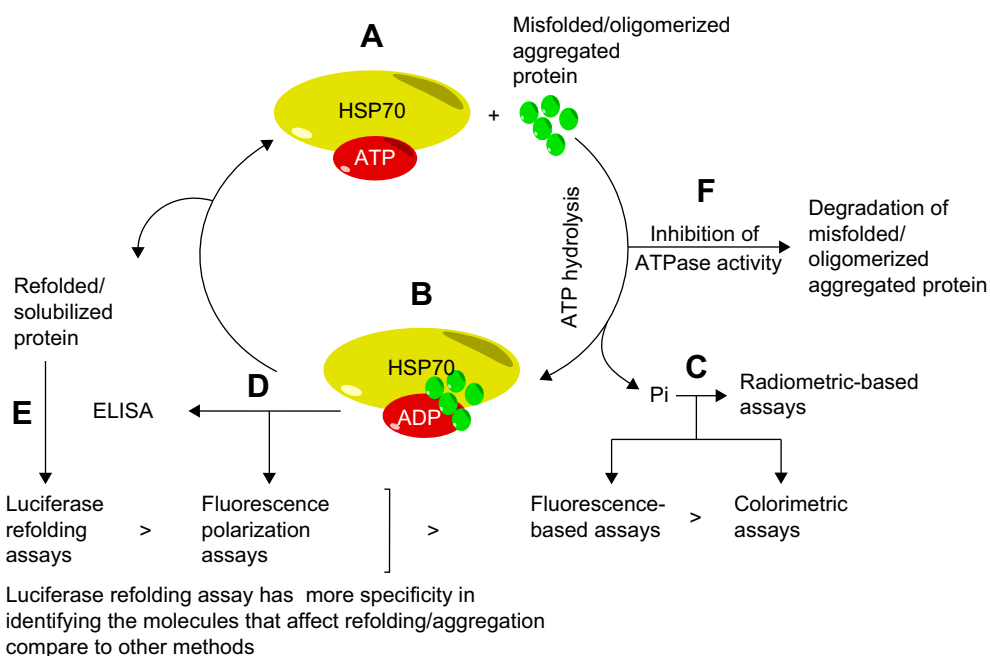 A
Misfolded/oligomerized
aggregated
protein
HSP70
+
ATP
ATP hydrolysis
F
Inhibition of
ATPase activity
Degradation of
misfolded/
oligomerized
aggregated protein
Refolded/
solubilized
protein
B
HSP70
ADP
C
Pi
Radiometric-based
assays
D
E
ELISA
Luciferase
refolding
assays
>
Fluorescence
polarization
assays
>
Fluorescence-
based assays
>
Colorimetric
assays
Luciferase refolding assay has more specificity in
identifying the molecules that affect refolding/aggregation
compare to other methods